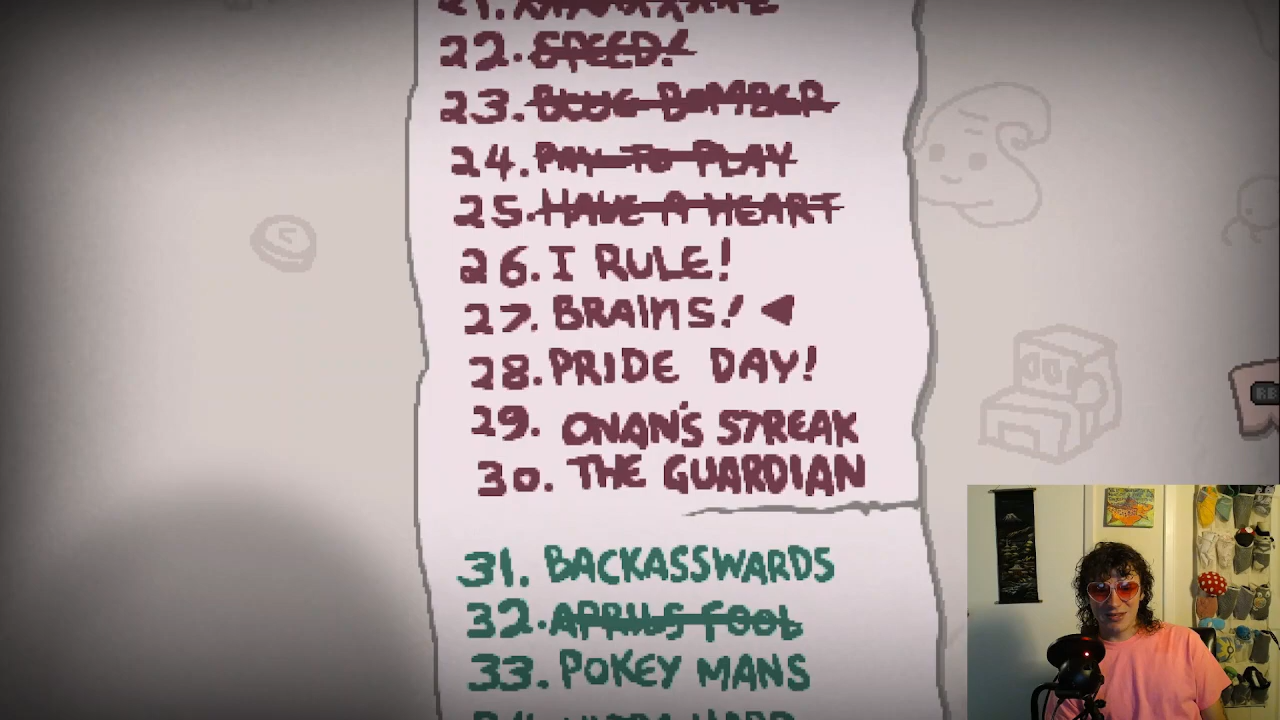 22. SPEED!
23. BLUE BOMBER
24. PAY TO PLAY
25. HAVE A HEART
26. I RULE!
27. BRAINS!
28. PRIDE DAY!
29. ONAN'S STREAK
30. THE GUARDIAN
31. BACKASSWARDS
32. APRILS FOOL
33. POKEY MANS